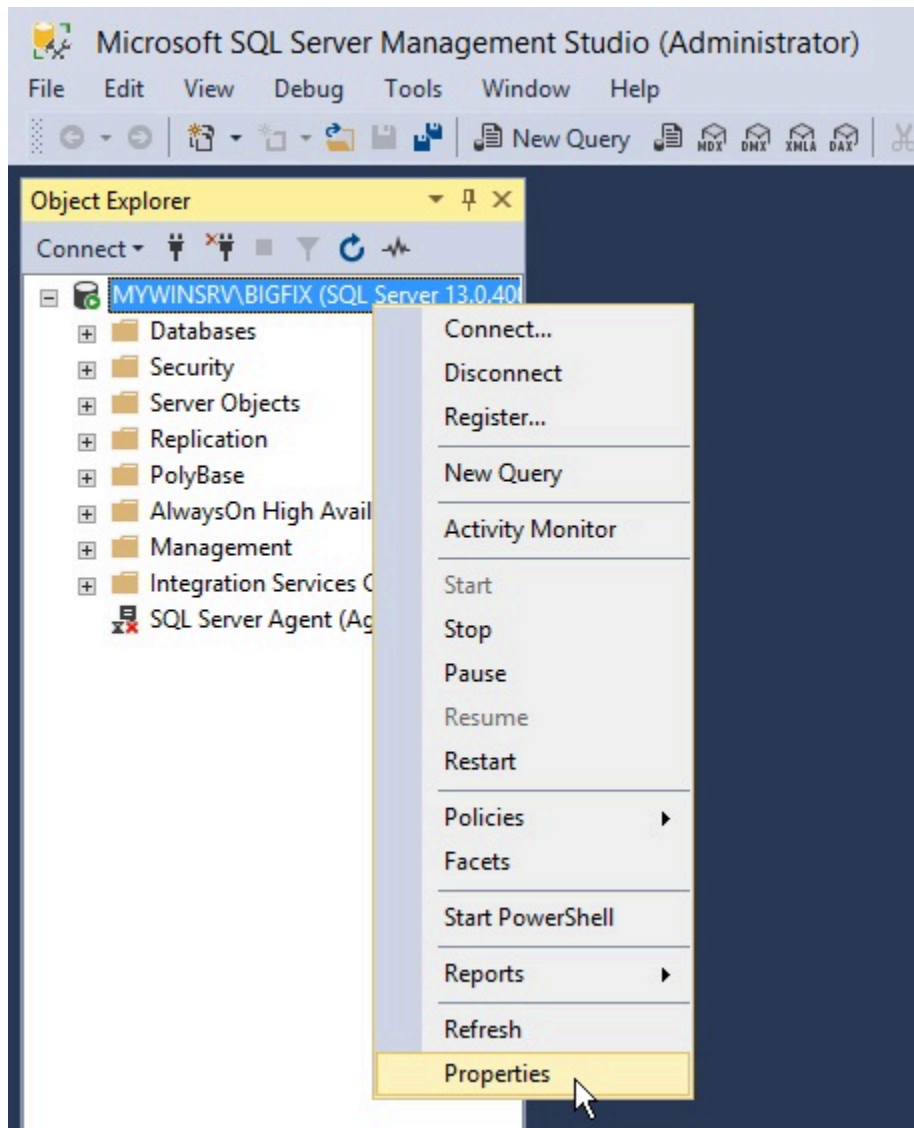 Microsoft SQL Server Management Studio (Administrator)
File Edit View Debug Tools Window Help
New Query MDX DMX XMLA DAX
Object Explorer
Connect
MYWINSRV\BIGFIX (SQL Server 13.0.400
Databases
Security
Server Objects
Replication
PolyBase
AlwaysOn High Avail
Management
Integration Services C
SQL Server Agent (Ag
Connect...
Disconnect
Register...
New Query
Activity Monitor
Start
Stop
Pause
Resume
Restart
Policies
Facets
Start PowerShell
Reports
Refresh
Properties